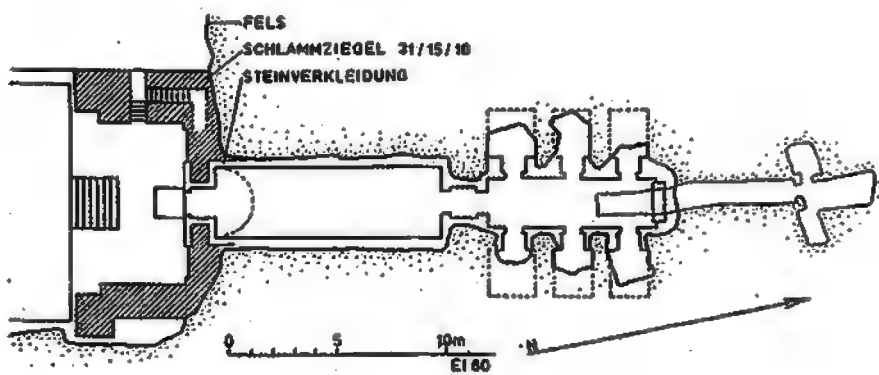 FELS
SCHLAMMZIEGEL 31/15/10
STEINVERKLEIDUNG
0 5 10m
N
EI 60